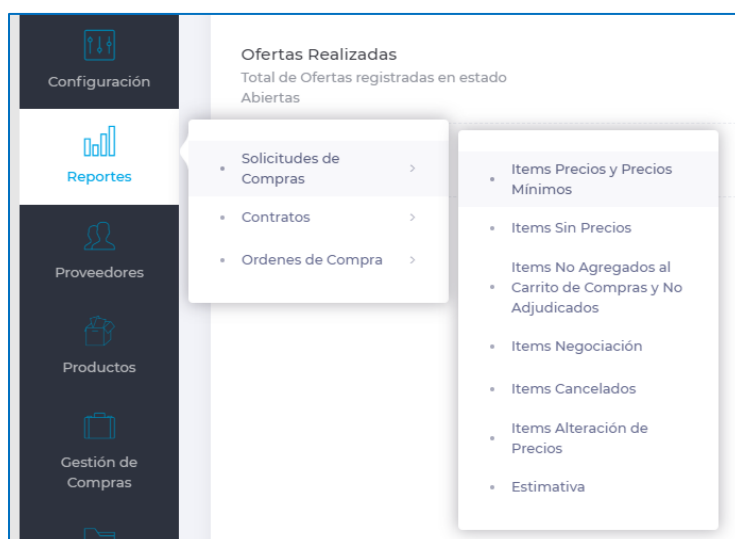 Configuración
Reportes
Proveedores
Productos
Gestión de
Compras
Ofertas Realizadas
Total de Ofertas registradas en estado
Abiertas
Solicitudes de
Compras
Contratos
Ordenes de Compra
Items Precios y Precios
Mínimos
Items Sin Precios
Items No Agregados al
Carrito de Compras y No
Adjudicados
Items Negociación
Items Cancelados
Items Alteración de
Precios
Estimativa